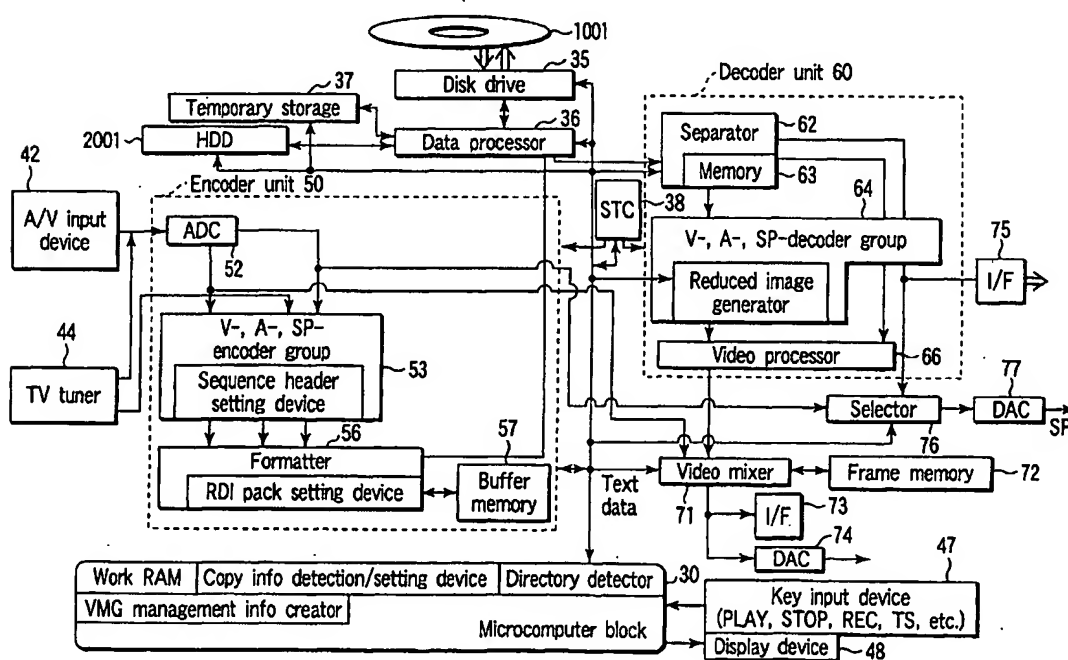 1001
35
Disk drive
37
Temporary storage
36
2001
HDD
Data processor
Decoder unit 60
Separator
62
Memory
63
42
A/V input
device
Encoder unit 50
ADC
52
STC
38
64
V-, A-, SP-decoder group
Reduced image
generator
75
I/F
44
TV tuner
V-, A-, SP-
encoder group
Sequence header
setting device
53
Video processor
66
77
Selector
DAC
SP
76
56
Formatter
RDI pack setting device
57
Buffer
memory
Text
data
Video mixer
71
Frame memory
72
I/F
73
74
DAC
47
Work RAM
Copy info detection/setting device
Directory detector
30
VMG management info creator
Microcomputer block
Key input device
(PLAY, STOP, REC, TS, etc.)
Display device
48